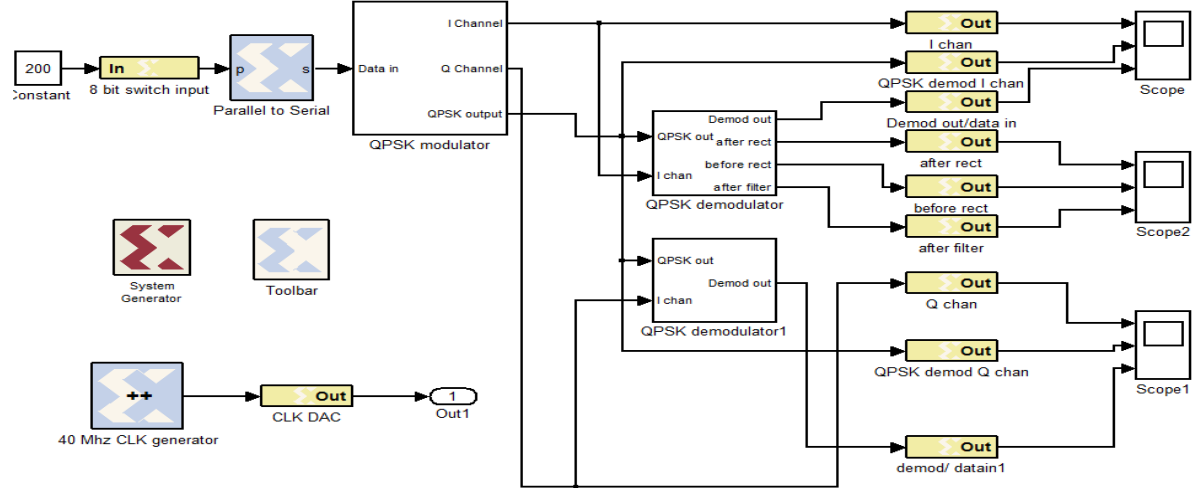 200
Constant
In
8 bit switch input
p
s
Parallel to Serial
Data in
I Channel
Q Channel
QPSK output
QPSK modulator
QPSK out
I chan
Demod out
after rect
before rect
after filter
QPSK demodulator
QPSK out
I chan
Demod out
QPSK demodulator1
Out
I chan
Out
QPSK demod I chan
Out
Demod out/data in
Out
after rect
Out
before rect
Out
after filter
Out
Q chan
Out
QPSK demod Q chan
Out
demod/ datain1
Scope
Scope2
Scope1
System
Generator
Toolbar
++
40 Mhz CLK generator
Out
CLK DAC
1
Out1